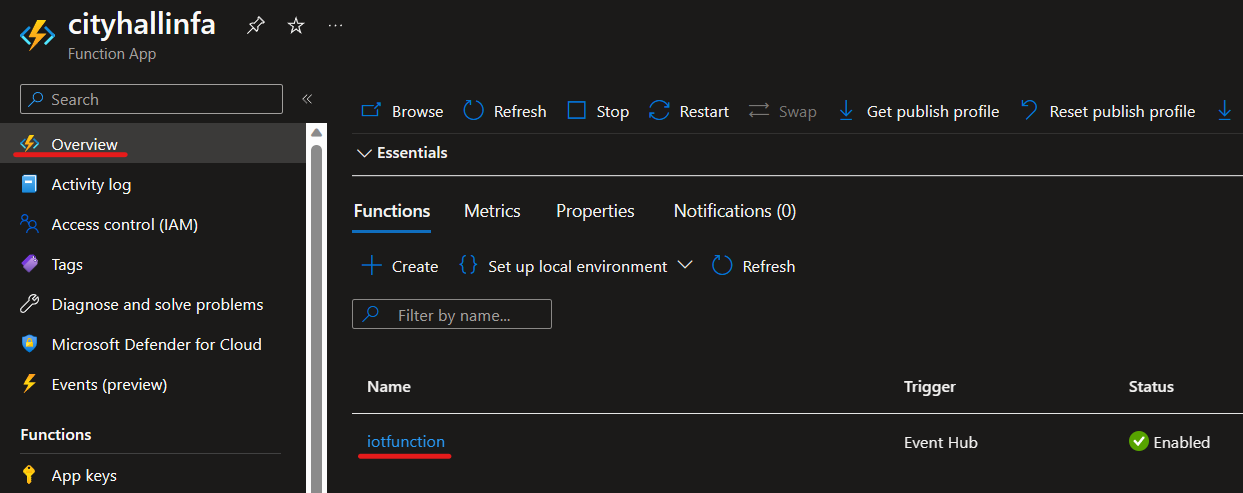 cityhallinfa
Function App
Search
Overview
Activity log
Access control (IAM)
Tags
Diagnose and solve problems
Microsoft Defender for Cloud
Events (preview)
Functions
App keys
Browse Refresh Stop Restart Swap Get publish profile Reset publish profile
Essentials
Functions Metrics Properties Notifications (0)
Create Set up local environment Refresh
Filter by name...
Name Trigger Status
iotfunction Event Hub Enabled